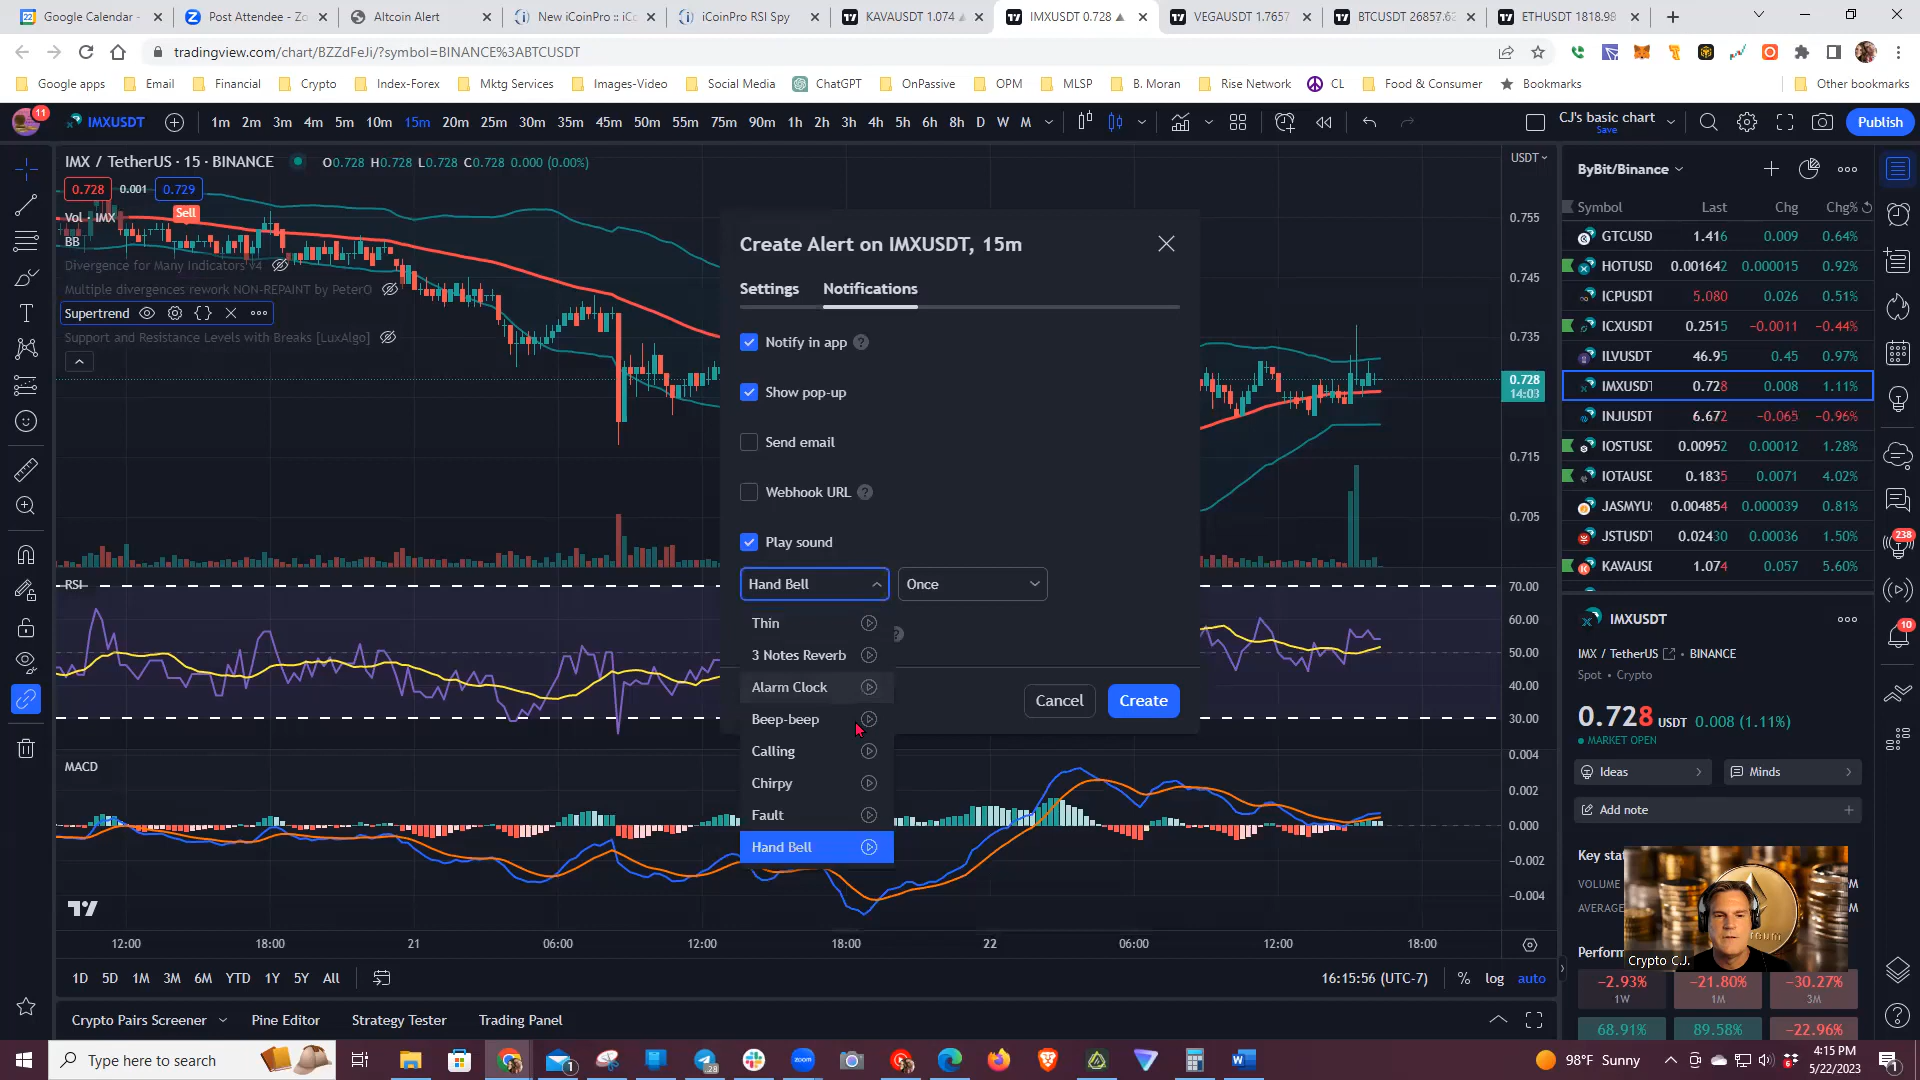 Google Calendar -
Post Attendee - Zo
Altcoin Alert
New iCoinPro :: iCo
iCoinPro RSI Spy
KAVAUSDT 1.074
IMXUSDT 0.728
VEGAUSDT 1.7657
BTCUSDT 26857.63
ETHUSDT 1818.98
tradingview.com/chart/BZZdFeJi/?symbol=BINANCE%3ABTCUSDT
Google apps
Email
Financial
Crypto
Index-Forex
Mktg Services
Images-Video
Social Media
ChatGPT
OnPassive
OPM
MLSP
B. Moran
Rise Network
CL
Food & Consumer
Bookmarks
Other bookmarks
11
IMXUSDT
1m 2m 3m 4m 5m 10m 15m 20m 25m 30m 35m 45m 50m 55m 75m 90m 1h 2h 3h 4h 5h 6h 8h D W M
CJ's basic chart
Save
Publish
IMX / TetherUS · 15 · BINANCE
O0.728 H0.728 L0.728 C0.728 0.000 (0.00%)
0.728 0.001 0.729
Sell
Vol · IMX
BB
Divergence for Many Indicators v4
Multiple divergences rework NON-REPAINT by PeterO
Supertrend
Support and Resistance Levels with Breaks [LuxAlgo]
USDT
0.755
0.745
0.735
0.728
14:03
0.715
0.705
RSI
70.00
60.00
50.00
40.00
30.00
MACD
0.004
0.002
0.000
-0.002
-0.004
Create Alert on IMXUSDT, 15m
Settings
Notifications
Notify in app
Show pop-up
Send email
Webhook URL
Play sound
Hand Bell
Once
Thin
3 Notes Reverb
Alarm Clock
Beep-beep
Calling
Chirpy
Fault
Hand Bell
Cancel
Create
12:00 18:00 21 06:00 12:00 18:00 22 06:00 12:00 18:00
1D 5D 1M 3M 6M YTD 1Y 5Y All
16:15:56 (UTC-7)
% log auto
Crypto Pairs Screener
Pine Editor
Strategy Tester
Trading Panel
ByBit/Binance
Symbol Last Chg Chg%
GTCUSD 1.416 0.009 0.64%
HOTUSD 0.001642 0.000015 0.92%
ICPUSDT 5.080 0.026 0.51%
ICXUSDT 0.2515 −0.0011 −0.44%
ILVUSDT 46.95 0.45 0.97%
IMXUSDT 0.728 0.008 1.11%
INJUSDT 6.672 −0.065 −0.96%
IOSTUSD 0.00952 0.00012 1.28%
IOTAUSD 0.1835 0.0071 4.02%
JASMYU 0.004854 0.000039 0.81%
JSTUSDT 0.02430 0.00036 1.50%
KAVAUSD 1.074 0.057 5.60%
IMXUSDT
IMX / TetherUS • BINANCE
Spot • Crypto
0.728 USDT 0.008 (1.11%)
MARKET OPEN
Ideas
Minds
Add note
Key sta
VOLUME M
AVERAGE M
Crypto C.J.
Perform
−2.93% −21.80% −30.27%
1W 1M 3M
68.91% 89.58% −22.96%
238
10
Type here to search
1
28
zoom
98°F Sunny
4:15 PM
5/22/2023
1